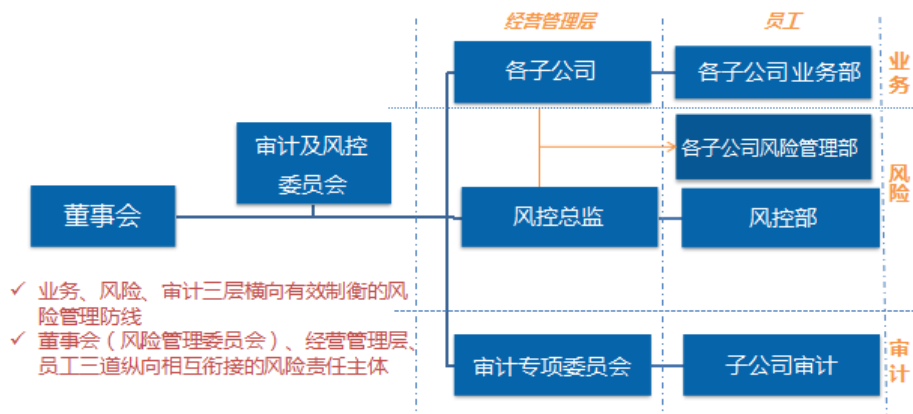 经营管理层
员工
各子公司
各子公司业务部
业务
审计及风控
委员会
各子公司风险管理部
风险
董事会
风控总监
风控部
✓ 业务、风险、审计三层横向有效制衡的风
险管理防线
✓ 董事会（风险管理委员会）、经营管理层、
员工三道纵向相互衔接的风险责任主体
审计专项委员会
子公司审计
审计